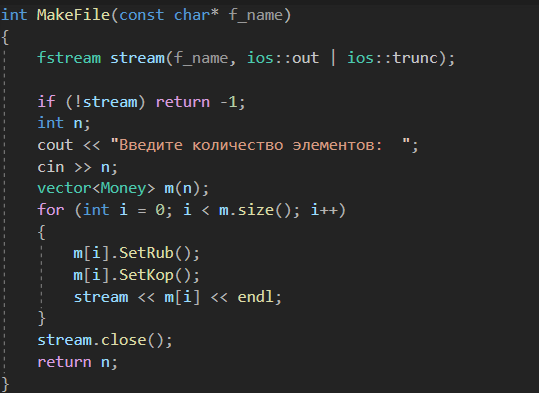 int MakeFile(const char* f_name)
{
    fstream stream(f_name, ios::out | ios::trunc);
    if (!stream) return -1;
    int n;
    cout << "Введите количество элементов:  ";
    cin >> n;
    vector<Money> m(n);
    for (int i = 0; i < m.size(); i++)
    {
        m[i].SetRub();
        m[i].SetKop();
        stream << m[i] << endl;
    }
    stream.close();
    return n;
}